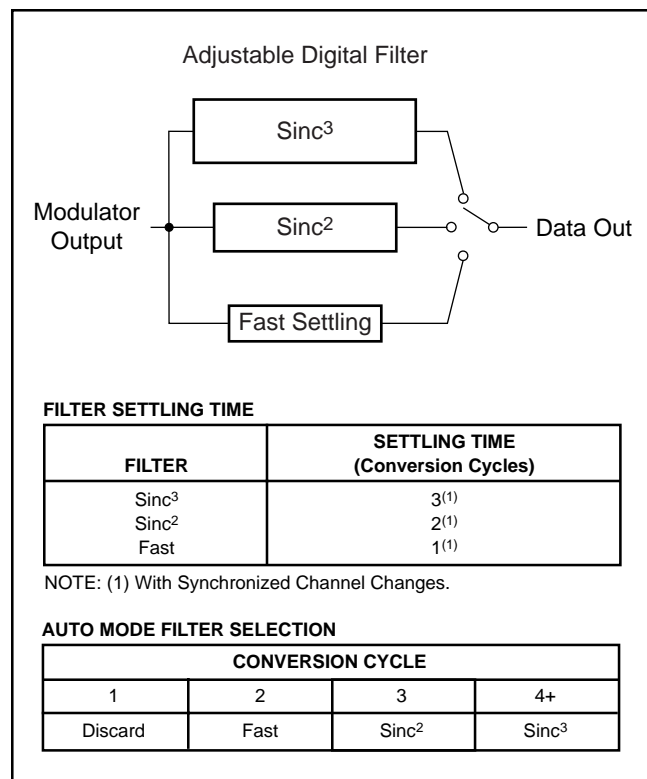 Adjustable Digital Filter
Sinc³
Modulator
Output
Sinc²
Data Out
Fast Settling
FILTER SETTLING TIME
FILTER
SETTLING TIME
(Conversion Cycles)
Sinc³ 3(1)
Sinc² 2(1)
Fast 1(1)
NOTE: (1) With Synchronized Channel Changes.
AUTO MODE FILTER SELECTION
CONVERSION CYCLE
1 2 3 4+
Discard Fast Sinc² Sinc³